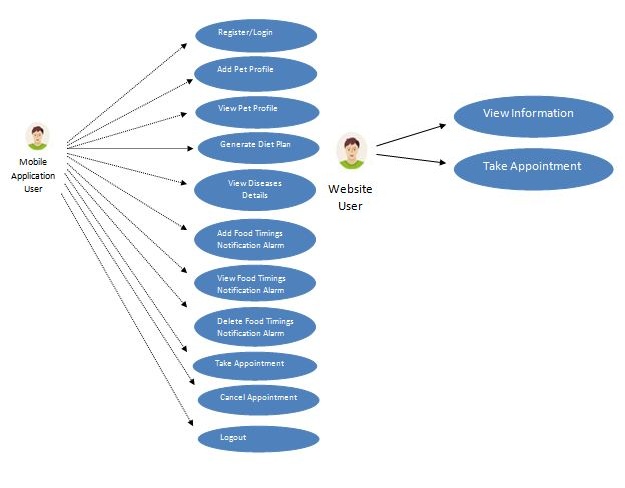 Register/Login
Add Pet Profile
View Pet Profile
Generate Diet Plan
View Diseases
Details
Add Food Timings
Notification Alarm
View Food Timings
Notification Alarm
Delete Food Timings
Notification Alarm
Take Appointment
Cancel Appointment
Logout
Mobile
Application
User
Website
User
View Information
Take Appointment